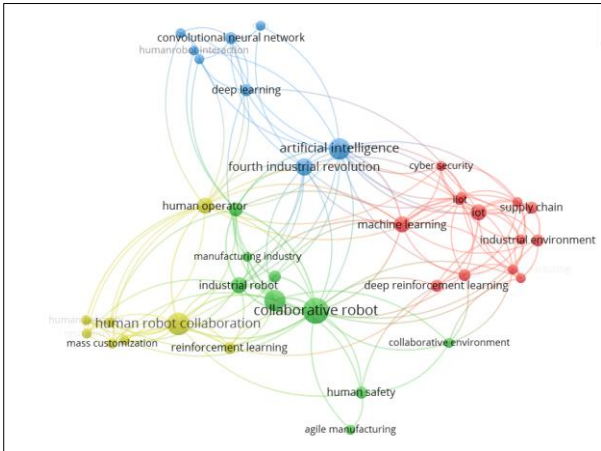 convolutional neural network
humanrobot interaction
deep learning
artificial intelligence
fourth industrial revolution
cyber security
iiot
iot
supply chain
human operator
machine learning
industrial environment
manufacturing industry
industrial robot
deep reinforcement learning
collaborative robot
human robot collaboration
mass customization
reinforcement learning
collaborative environment
human safety
agile manufacturing